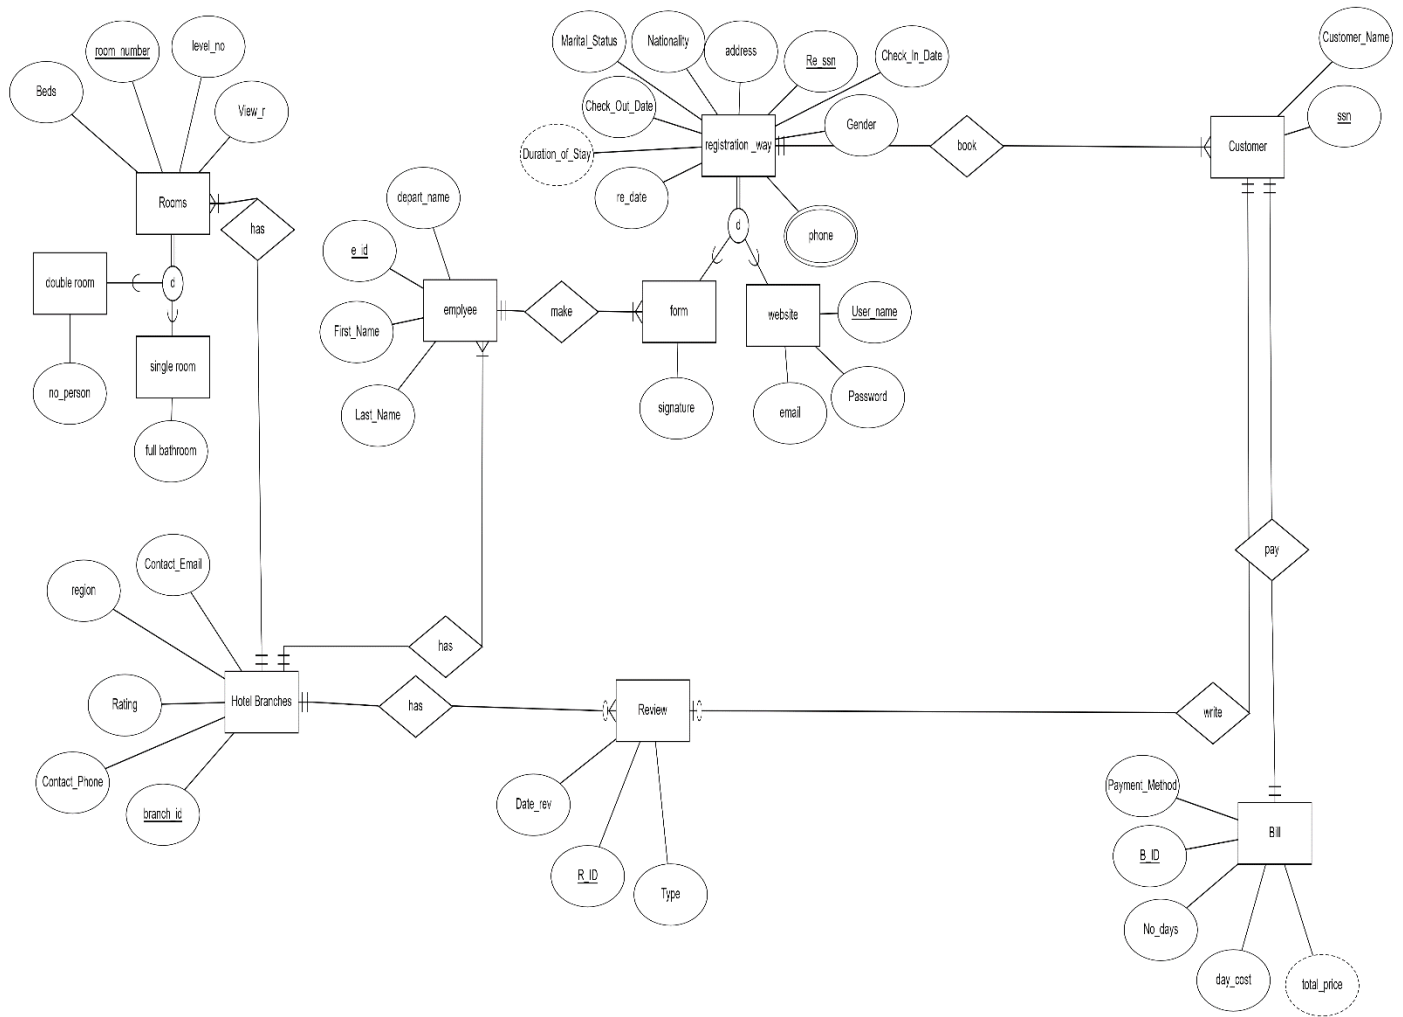 Customer_Name
Marital_Status
Nationality
address
level_no
room_number
Re_ssn
Check_In_Date
Beds
View_r
Check_Out_Date
Gender
ssn
registration _way
book
Customer
Duration_of_Stay
Rooms
depart_name
re_date
has
d
phone
e_id
double room
d
emplyee
make
form
website
User_name
First_Name
single room
no_person
Password
Last_Name
signature
email
full bathroom
pay
Contact_Email
region
has
Hotel Branches
Rating
has
Review
write
Contact_Phone
Payment_Method
Date_rev
branch_id
Bill
B_ID
R_ID
Type
No_days
day_cost
total_price